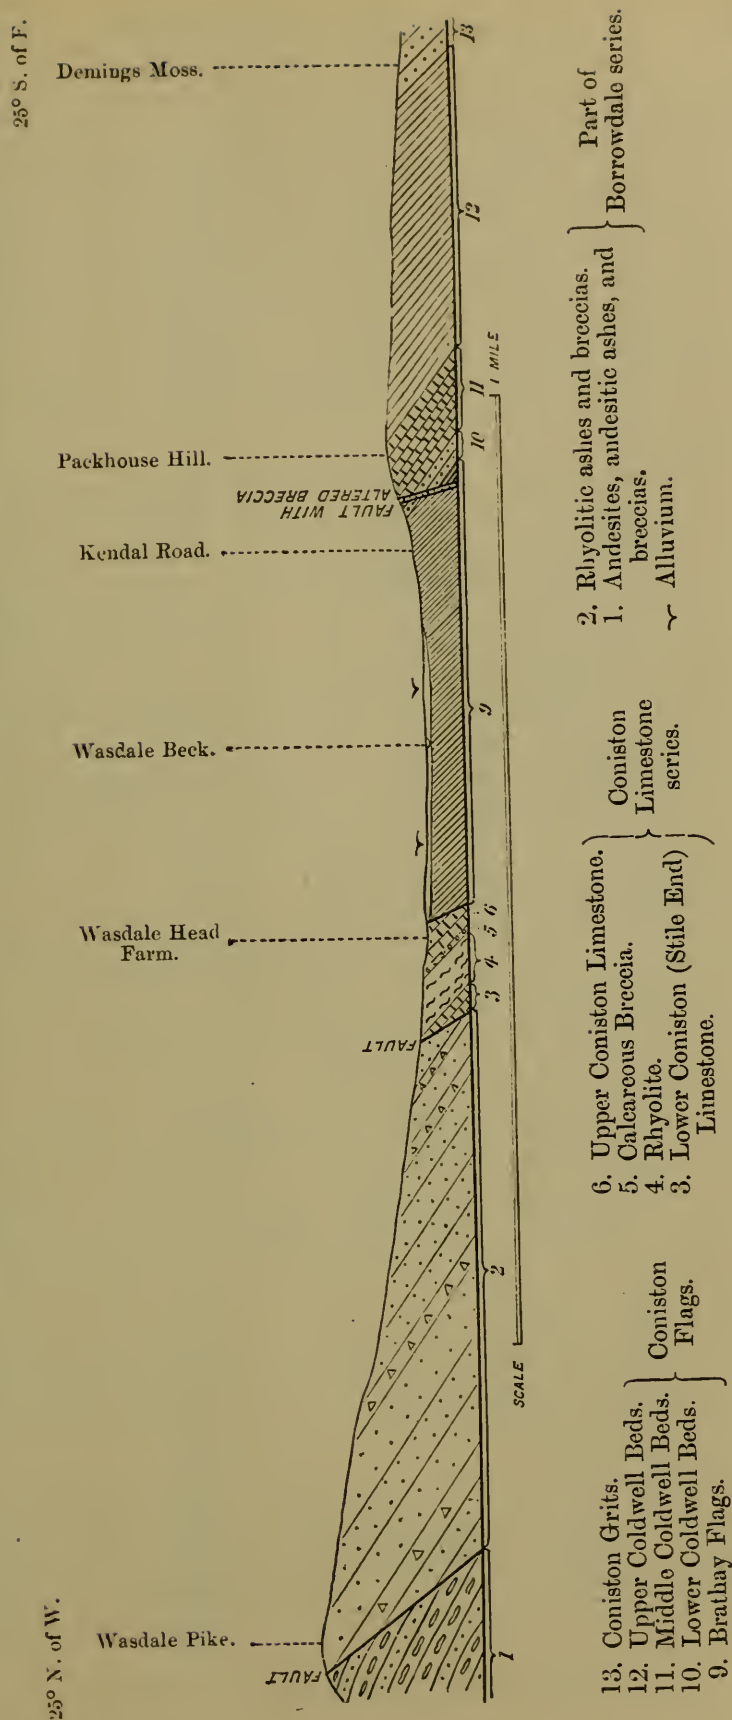 25° N. of W.
25° S. of E.
Wasdale Pike.
Wasdale Head
Farm.
Wasdale Beck.
Kendal Road.
Packhouse Hill.
Demings Moss.
FAULT
FAULT
FAULT WITH
ALTERED BRECCIA
1
2
3
4
5
6
9
10
11
12
13
SCALE
1 MILE
13. Coniston Grits.
12. Upper Coldwell Beds.
11. Middle Coldwell Beds.
10. Lower Coldwell Beds.
9. Brathay Flags.
Coniston
Flags.
6. Upper Coniston Limestone.
5. Calcareous Breccia.
4. Rhyolite.
3. Lower Coniston (Stile End)
Limestone.
Coniston
Limestone
series.
2. Rhyolitic ashes and breccias.
1. Andesites, andesitic ashes, and
breccias.
Part of
Borrowdale series.
Alluvium.